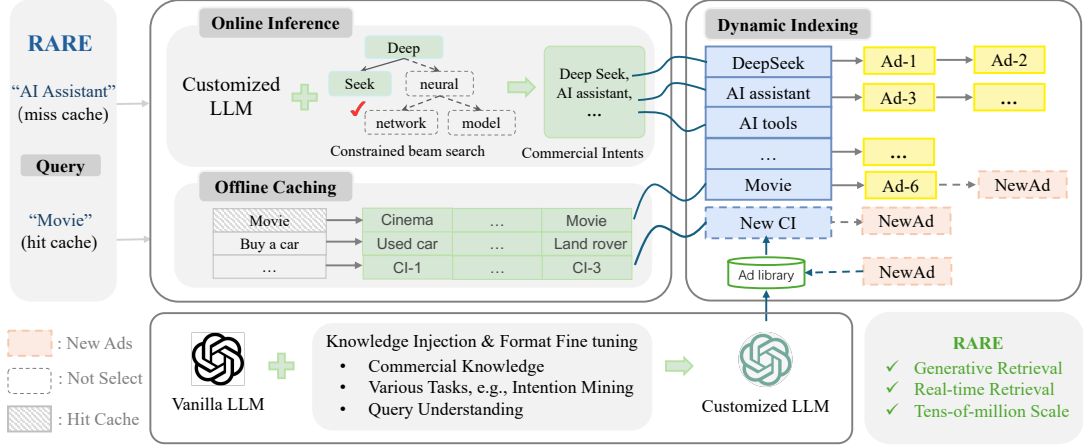 RARE
“AI Assistant”
(miss cache)
Query
“Movie”
(hit cache)
Online Inference
Customized
LLM
Deep
Seek
neural
network
model
Constrained beam search
Deep Seek,
AI assistant,
...
Commercial Intents
Offline Caching
Movie
Cinema
...
Movie
Buy a car
Used car
...
Land rover
...
CI-1
...
CI-3
Dynamic Indexing
DeepSeek
Ad-1
Ad-2
AI assistant
Ad-3
...
AI tools
...
...
Movie
Ad-6
NewAd
New CI
NewAd
Ad library
NewAd
: New Ads
: Not Select
: Hit Cache
Vanilla LLM
Knowledge Injection & Format Fine tuning
• Commercial Knowledge
• Various Tasks, e.g., Intention Mining
• Query Understanding
Customized LLM
RARE
✓ Generative Retrieval
✓ Real-time Retrieval
✓ Tens-of-million Scale